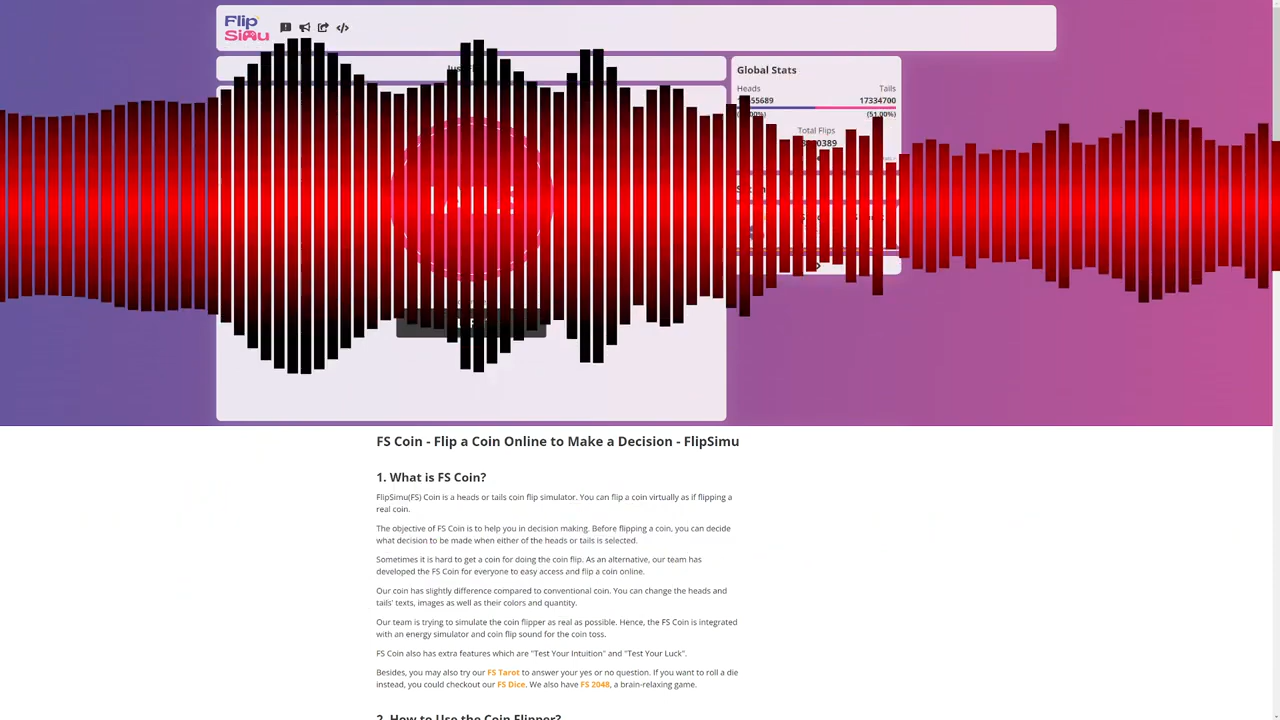 Flip
SiMu
Global Stats
Heads Tails
17334700
(51.00%)
Total Flips
FS Coin - Flip a Coin Online to Make a Decision - FlipSimu
1. What is FS Coin?
FlipSimu(FS) Coin is a heads or tails coin flip simulator. You can flip a coin virtually as if flipping a
real coin.
The objective of FS Coin is to help you in decision making. Before flipping a coin, you can decide
what decision to be made when either of the heads or tails is selected.
Sometimes it is hard to get a coin for doing the coin flip. As an alternative, our team has
developed the FS Coin for everyone to easy access and flip a coin online.
Our coin has slightly difference compared to conventional coin. You can change the heads and
tails' texts, images as well as their colors and quantity.
Our team is trying to simulate the coin flipper as real as possible. Hence, the FS Coin is integrated
with an energy simulator and coin flip sound for the coin toss.
FS Coin also has extra features which are "Test Your Intuition" and "Test Your Luck".
Besides, you may also try our FS Tarot to answer your yes or no question. If you want to roll a die
instead, you could checkout our FS Dice. We also have FS 2048, a brain-relaxing game.
2. How to Use the Coin Flipper?